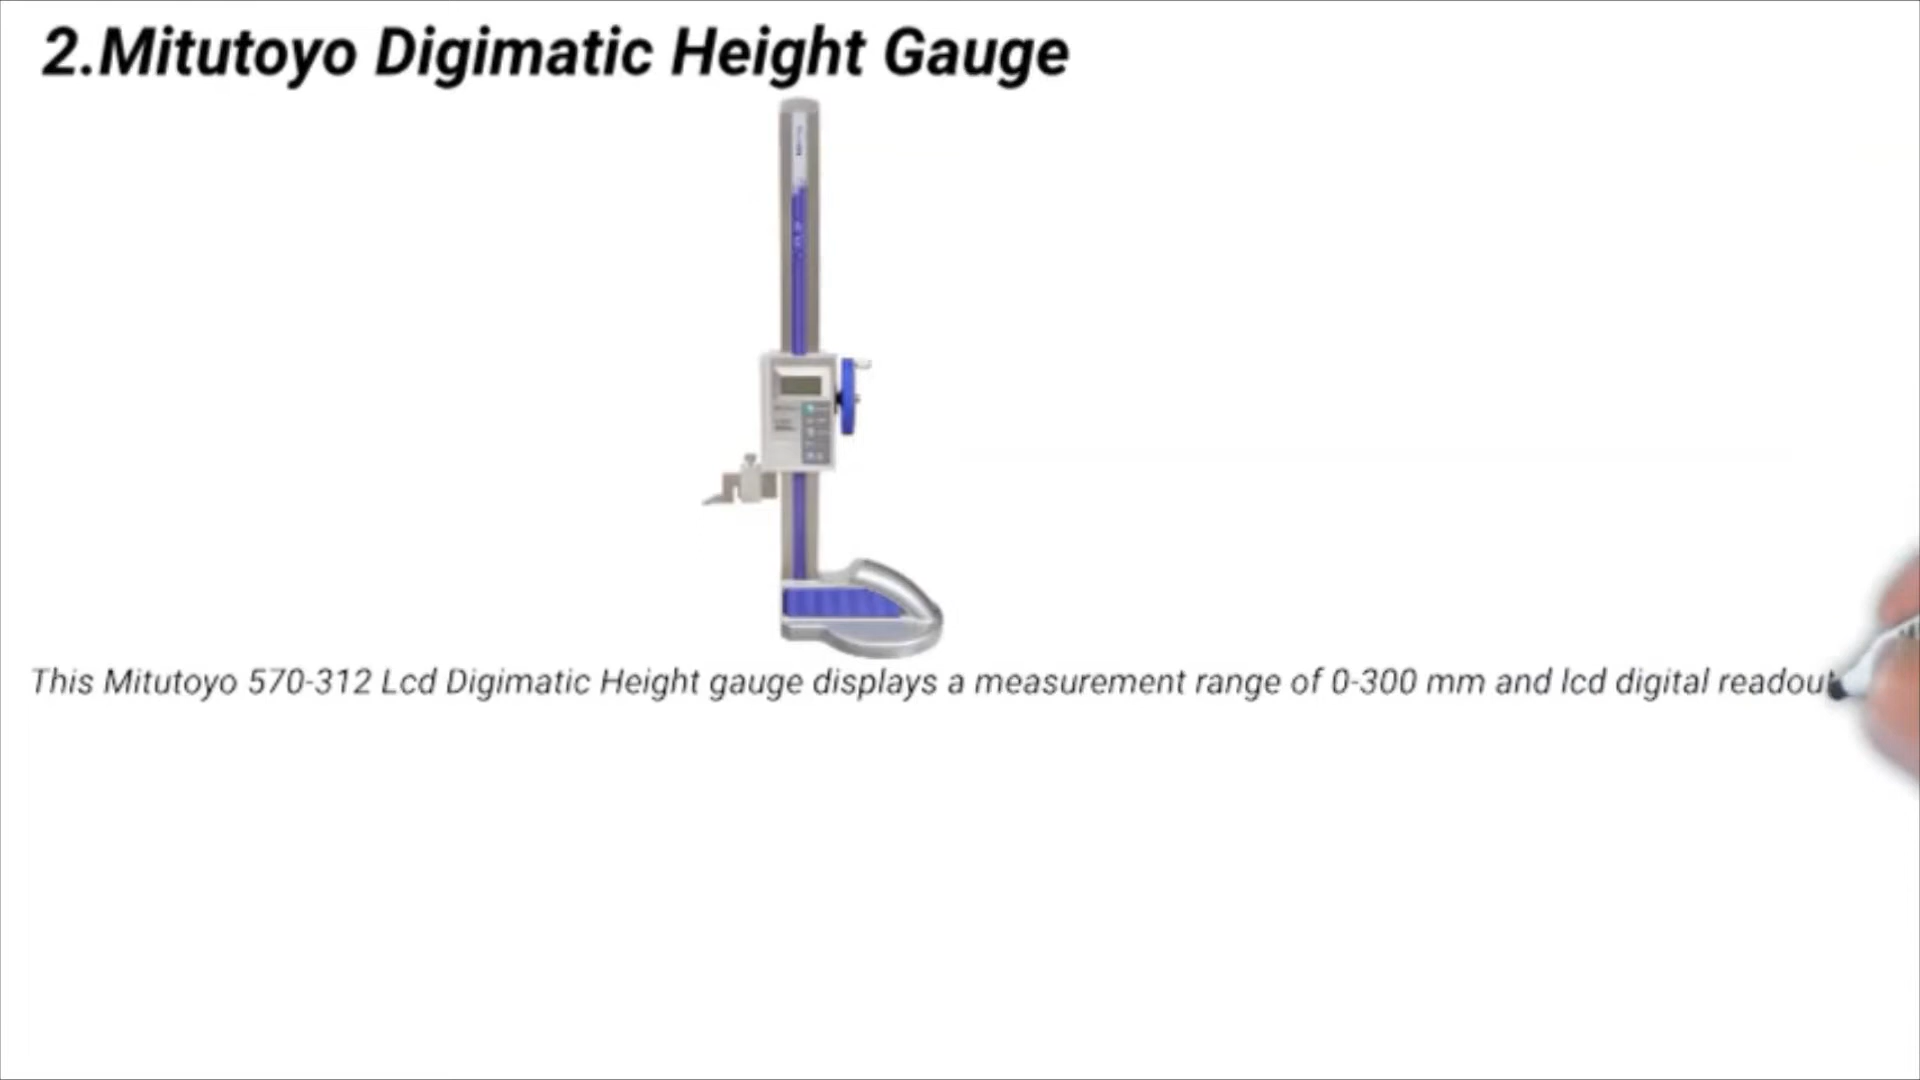 2.Mitutoyo Digimatic Height Gauge
This Mitutoyo 570-312 Lcd Digimatic Height gauge displays a measurement range of 0-300 mm and lcd digital readout